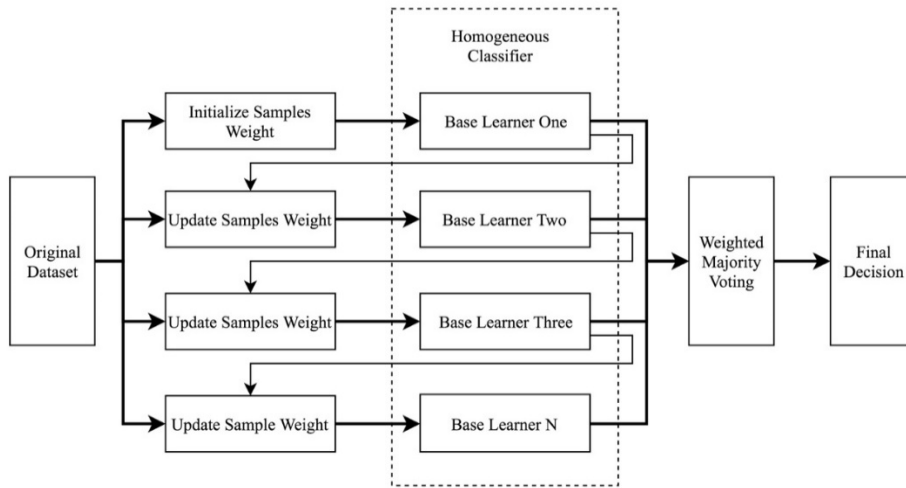 Homogeneous
Classifier
Initialize Samples
Weight
Base Learner One
Original
Dataset
Update Samples Weight
Base Learner Two
Update Samples Weight
Base Learner Three
Update Sample Weight
Base Learner N
Weighted
Majority
Voting
Final
Decision